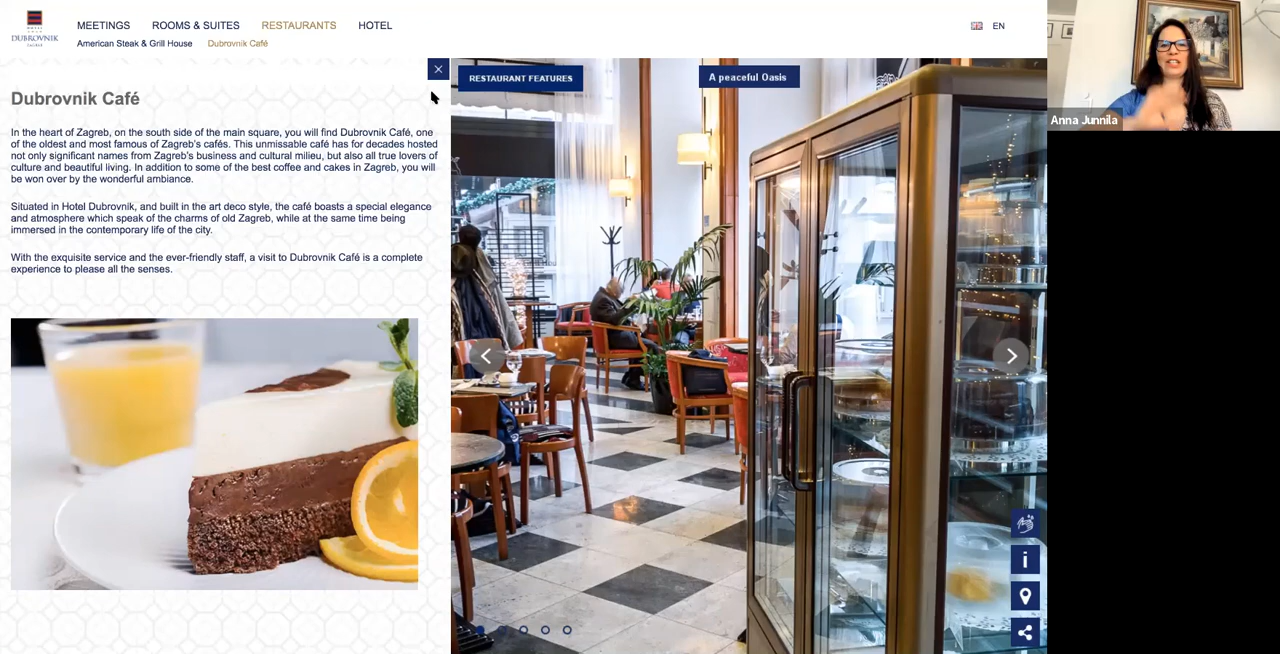 HOTEL
DUBROVNIK
ZAGREB
MEETINGS ROOMS & SUITES RESTAURANTS HOTEL
EN
American Steak & Grill House Dubrovnik Café
RESTAURANT FEATURES
A peaceful Oasis
Dubrovnik Café
In the heart of Zagreb, on the south side of the main square, you will find Dubrovnik Café, one
of the oldest and most famous of Zagreb's cafés. This unmissable café has for decades hosted
not only significant names from Zagreb's business and cultural milieu, but also all true lovers of
culture and beautiful living. In addition to some of the best coffee and cakes in Zagreb, you will
be won over by the wonderful ambiance.
Situated in Hotel Dubrovnik, and built in the art deco style, the café boasts a special elegance
and atmosphere which speak of the charms of old Zagreb, while at the same time being
immersed in the contemporary life of the city.
With the exquisite service and the ever-friendly staff, a visit to Dubrovnik Café is a complete
experience to please all the senses.
Anna Junnila